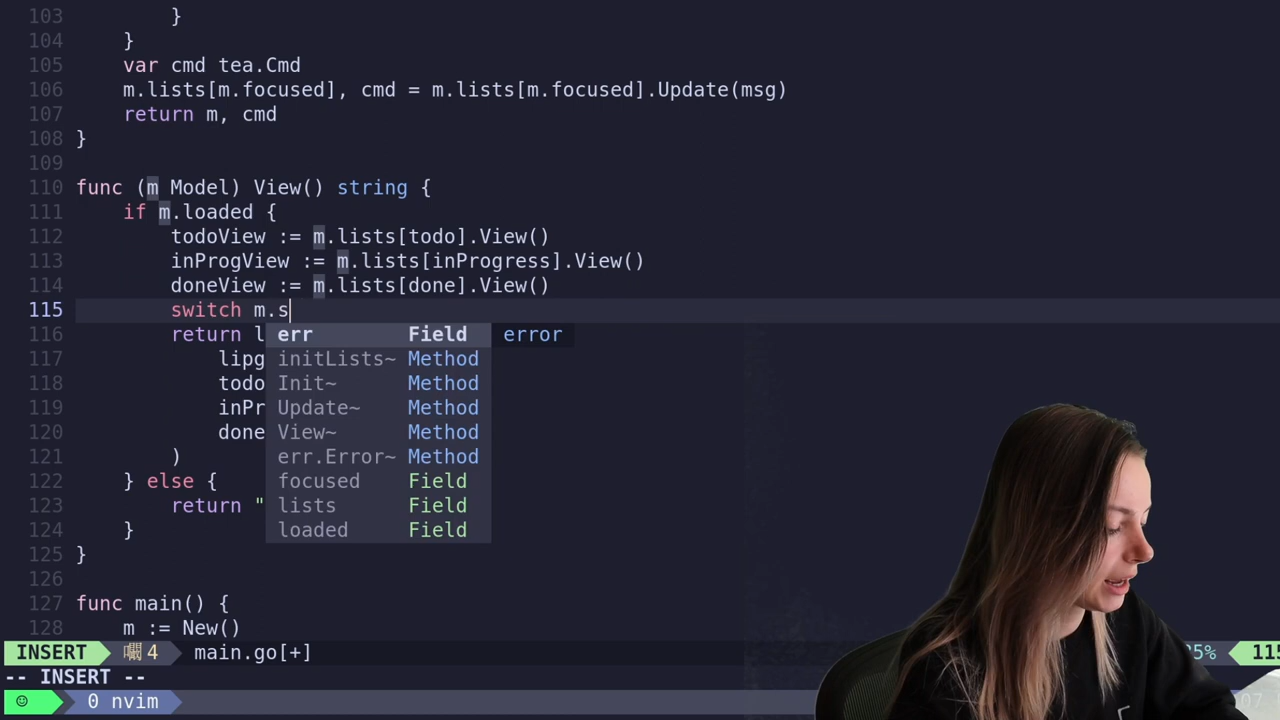 103 }
104 }
105 var cmd tea.Cmd
106 m.lists[m.focused], cmd = m.lists[m.focused].Update(msg)
107 return m, cmd
108 }
109
110 func (m Model) View() string {
111 if m.loaded {
112 todoView := m.lists[todo].View()
113 inProgView := m.lists[inProgress].View()
114 doneView := m.lists[done].View()
115 switch m.s
116 return l err Field error
117 lipg initLists~ Method
118 todo Init~ Method
119 inPr Update~ Method
120 done View~ Method
121 ) err.Error~ Method
122 } else { focused Field
123 return " lists Field
124 } loaded Field
125 }
126
127 func main() {
128 m := New()
INSERT 4 main.go[+] 5% 115
-- INSERT --
0 nvim 07